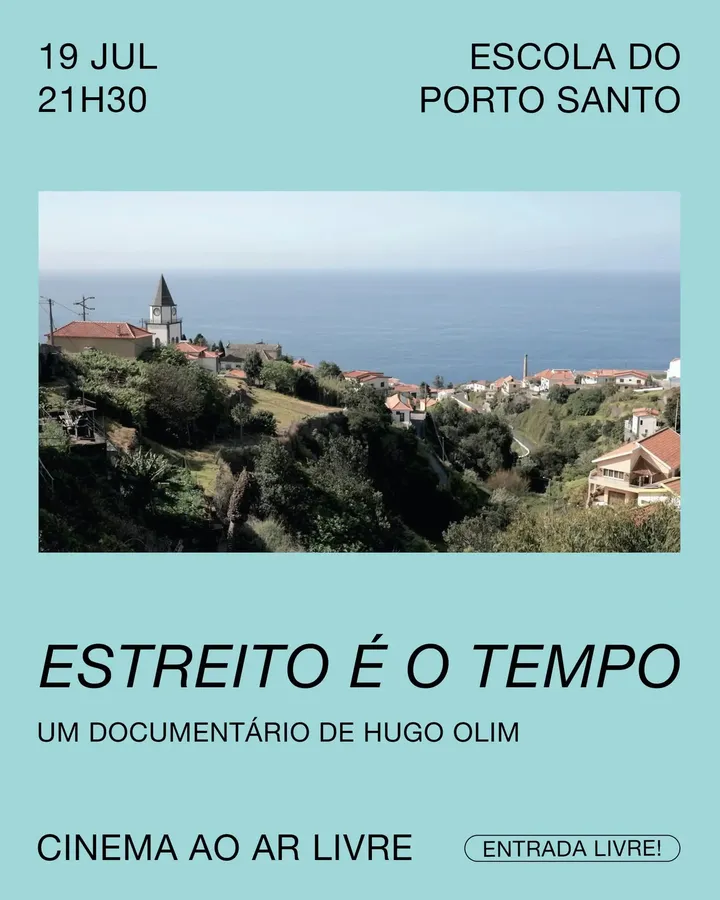 19 JUL
21H30
ESCOLA DO
PORTO SANTO
ESTREITO É O TEMPO
UM DOCUMENTÁRIO DE HUGO OLIM
CINEMA AO AR LIVRE
ENTRADA LIVRE!